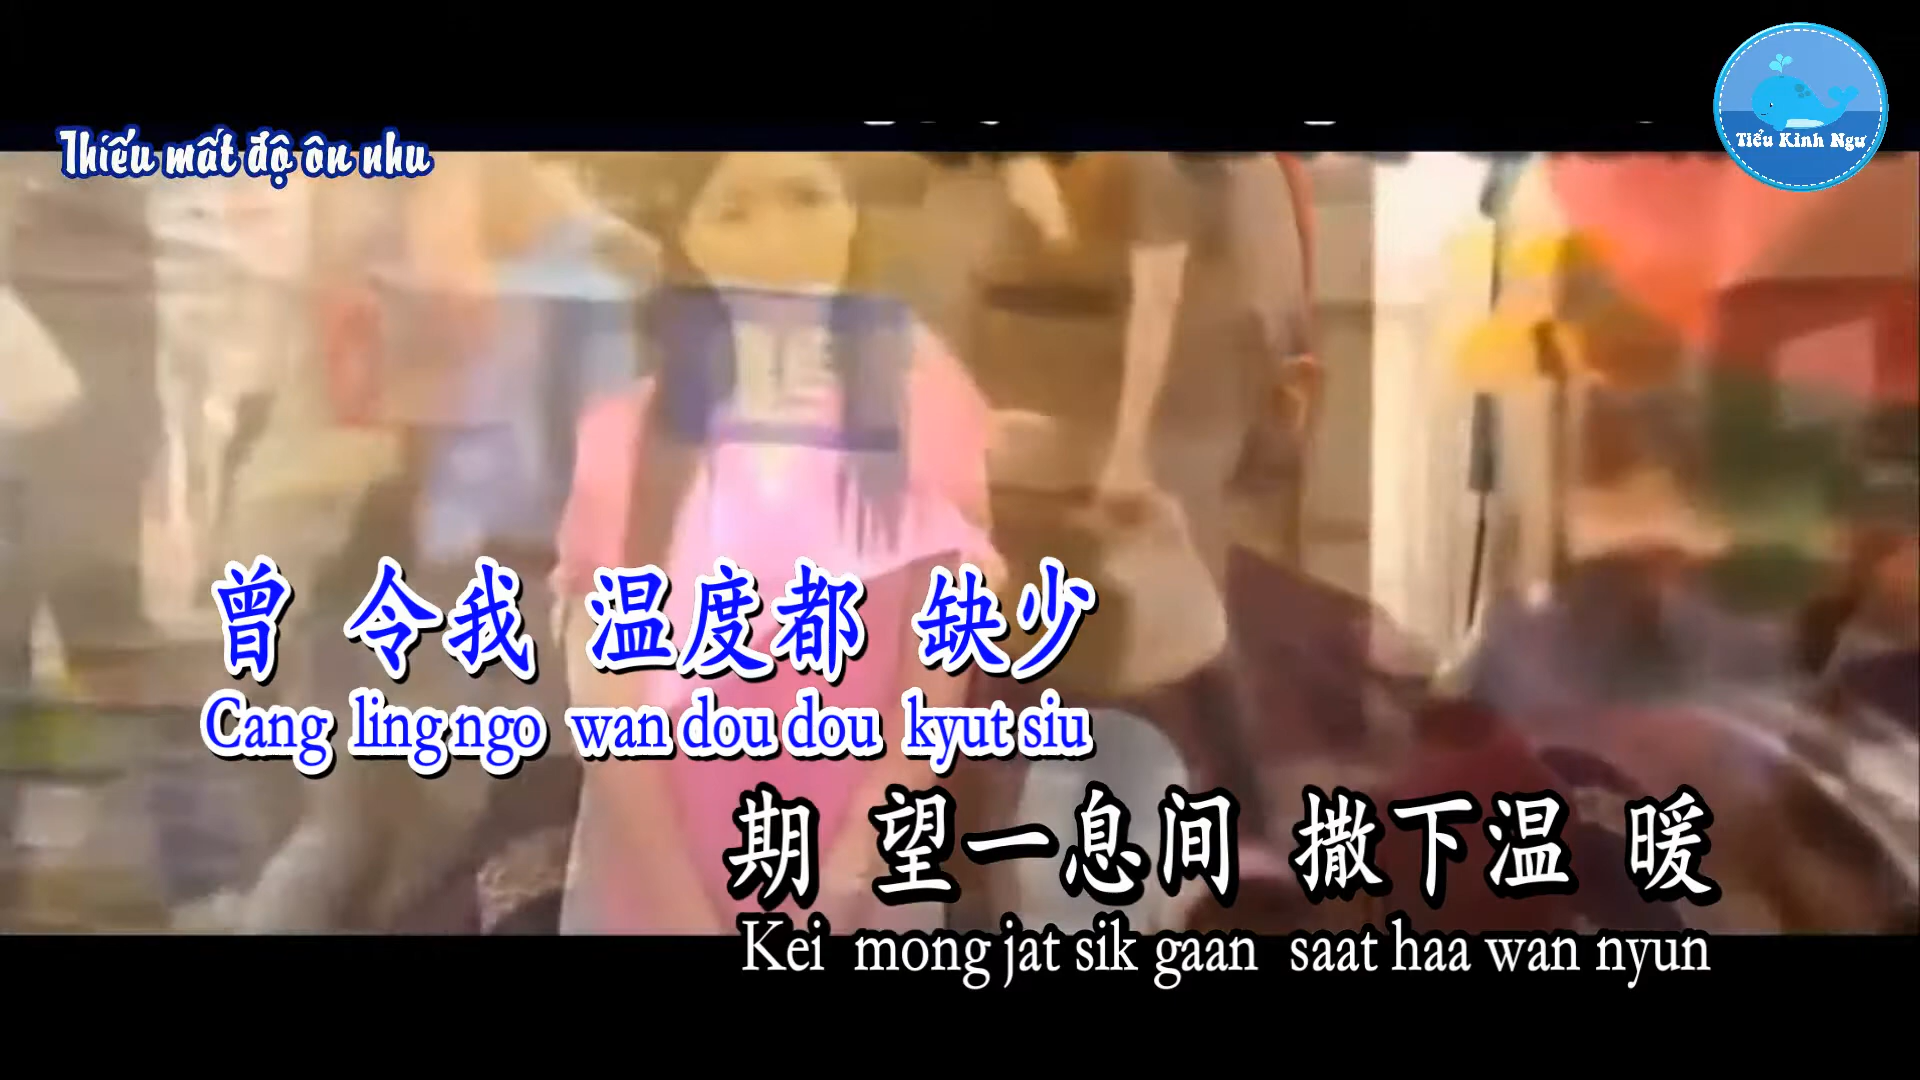 Thiếu mất độ ôn nhu
Tiểu Kình Ngư
曾 令我 温度都 缺少
Cang ling ngo wan dou dou kyut siu
期 望一息间 撒下温 暖
Kei mong jat sik gaan saat haa wan nyun